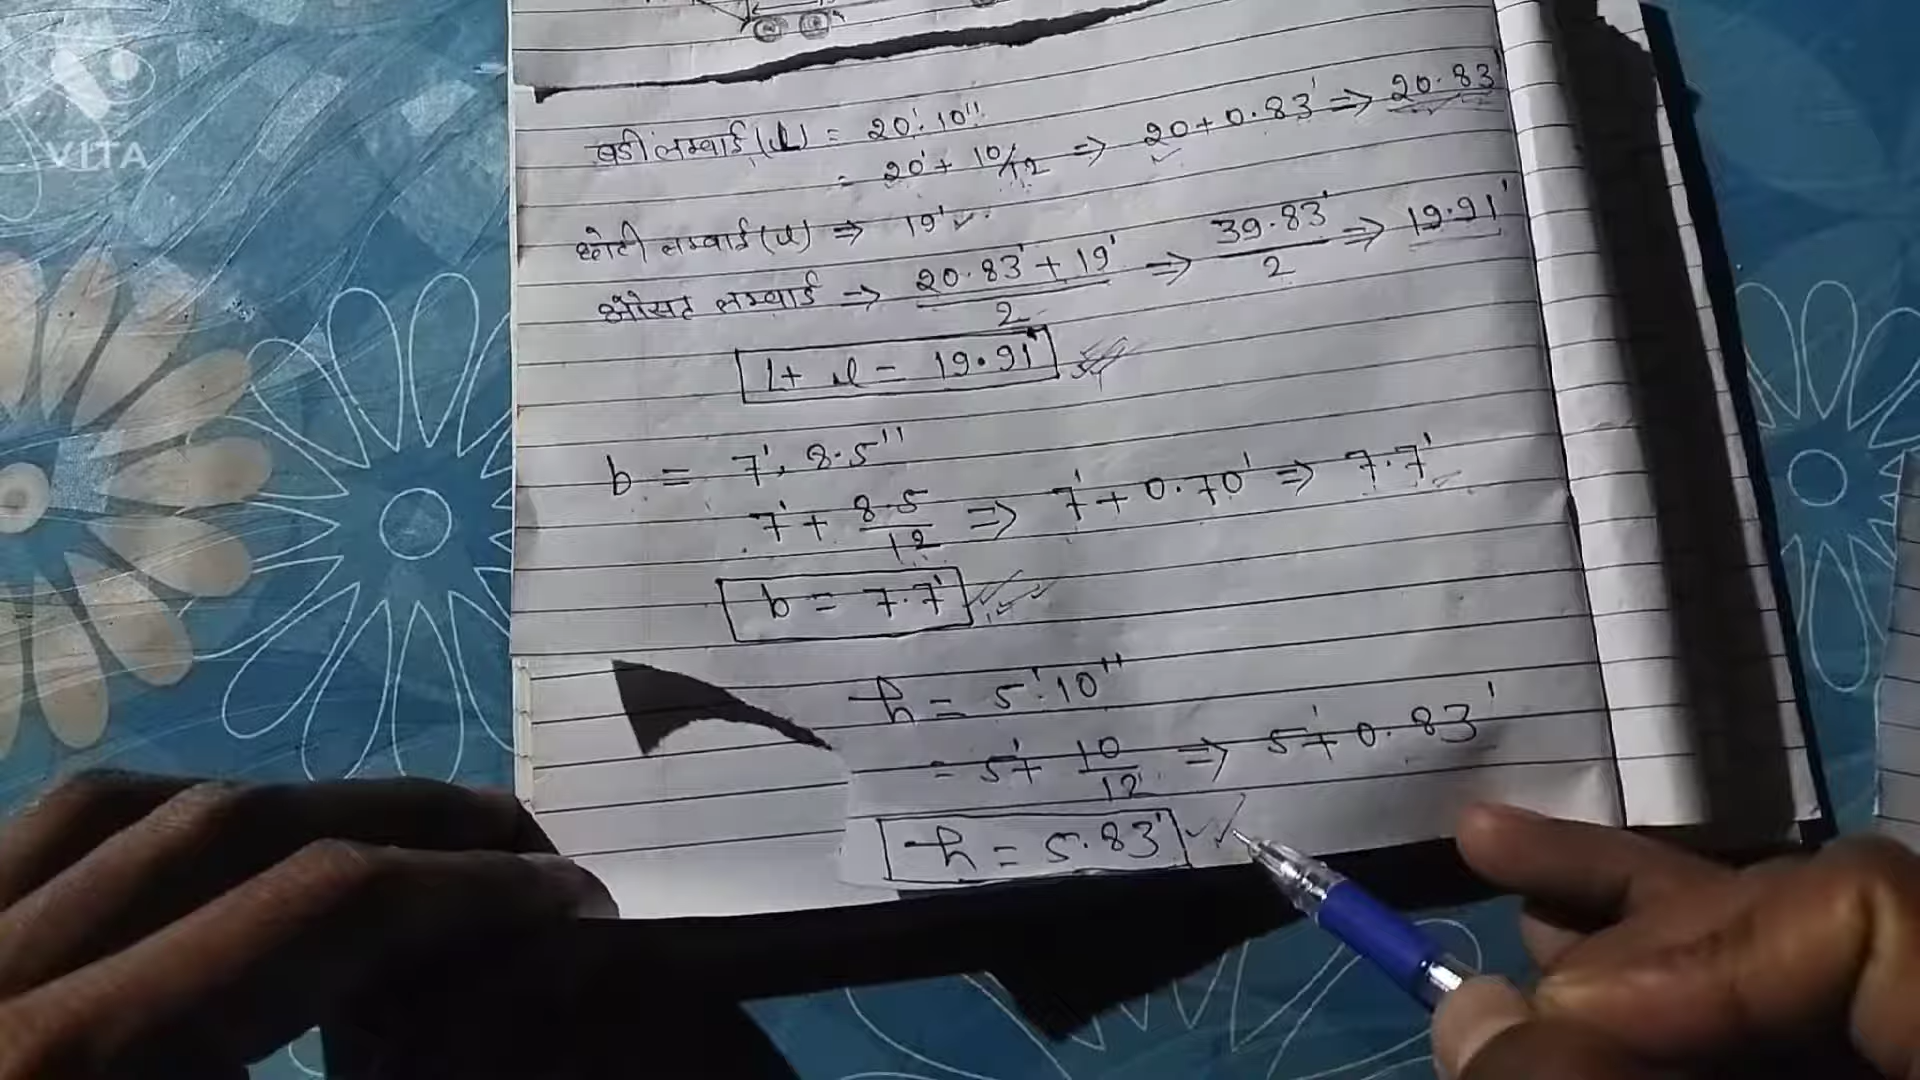 VITA
बडी लम्बाई (L) = 20'.10''
= 20' + 10/12 ⇒ 20 + 0.83' ⇒ 20.83'
छोटी लम्बाई (l) ⇒ 19'
औसट लम्बाई → 20.83' + 19' / 2 ⇒ 39.83' / 2 ⇒ 19.91'
L + l = 19.91'
b = 7', 8.5''
7' + 8.5/12 ⇒ 7' + 0.70' ⇒ 7.7'
b = 7.7'
h = 5'.10''
= 5' + 10/12 ⇒ 5' + 0.83'
h = 5.83'